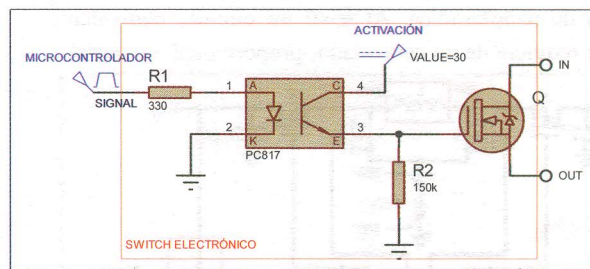 ACTIVACIÓN
MICROCONTROLADOR
VALUE=30
IN
R1
1
A
C
4
Q
SIGNAL
330
2
3
K
E
PC817
R2
150k
OUT
SWITCH ELECTRÓNICO